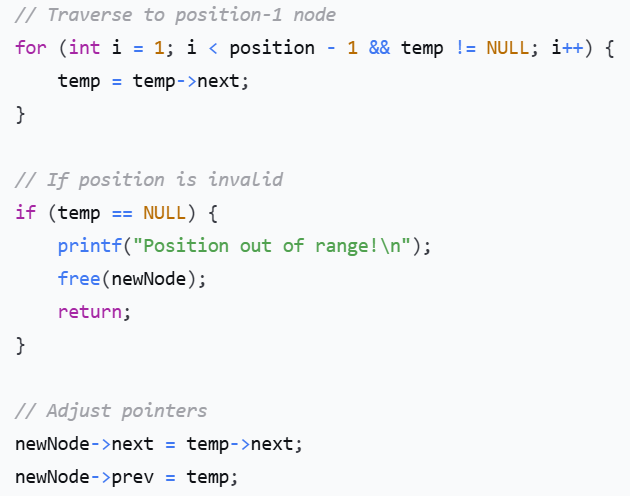 // Traverse to position-1 node
for (int i = 1; i < position - 1 && temp != NULL; i++) {
    temp = temp->next;
}

// If position is invalid
if (temp == NULL) {
    printf("Position out of range!\n");
    free(newNode);
    return;
}

// Adjust pointers
newNode->next = temp->next;
newNode->prev = temp;